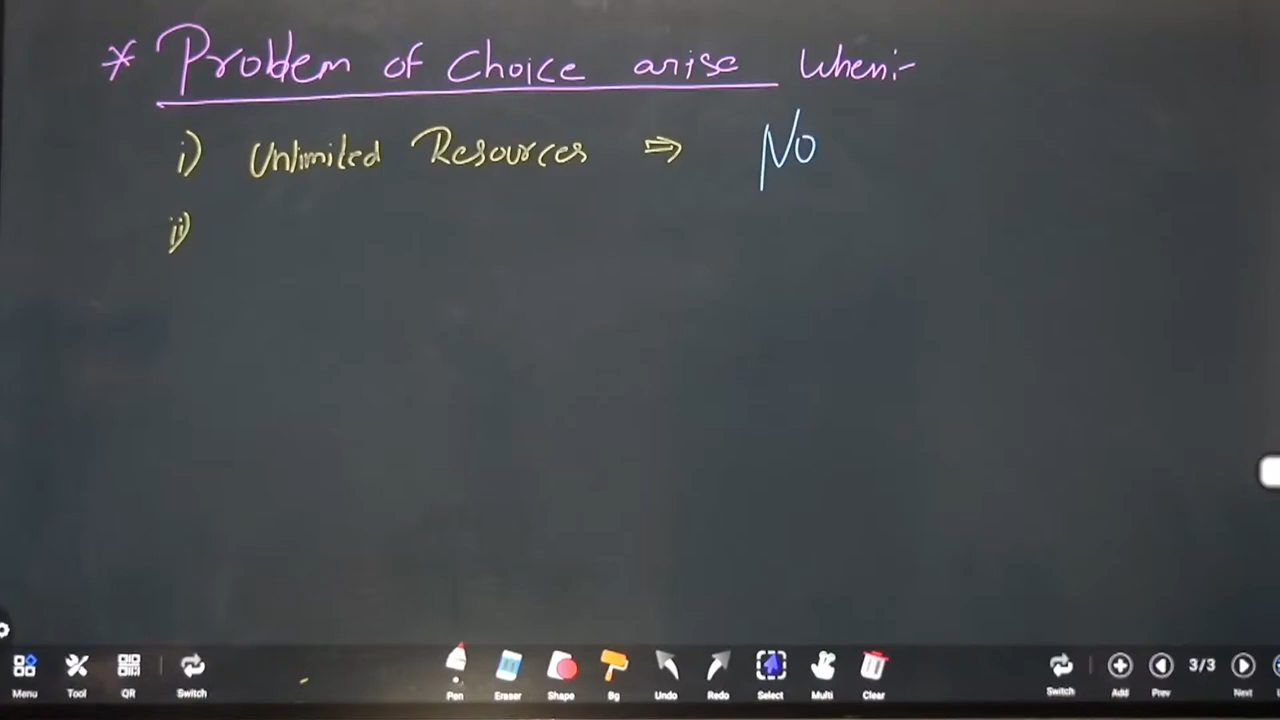 * Problem of Choice arise when:-
i) Unlimited Resources ⇒ No
ii)
Menu Tool QR Switch Pen Eraser Shape Bg Undo Redo Select Multi Clear Switch Add Prev 3/3 Next